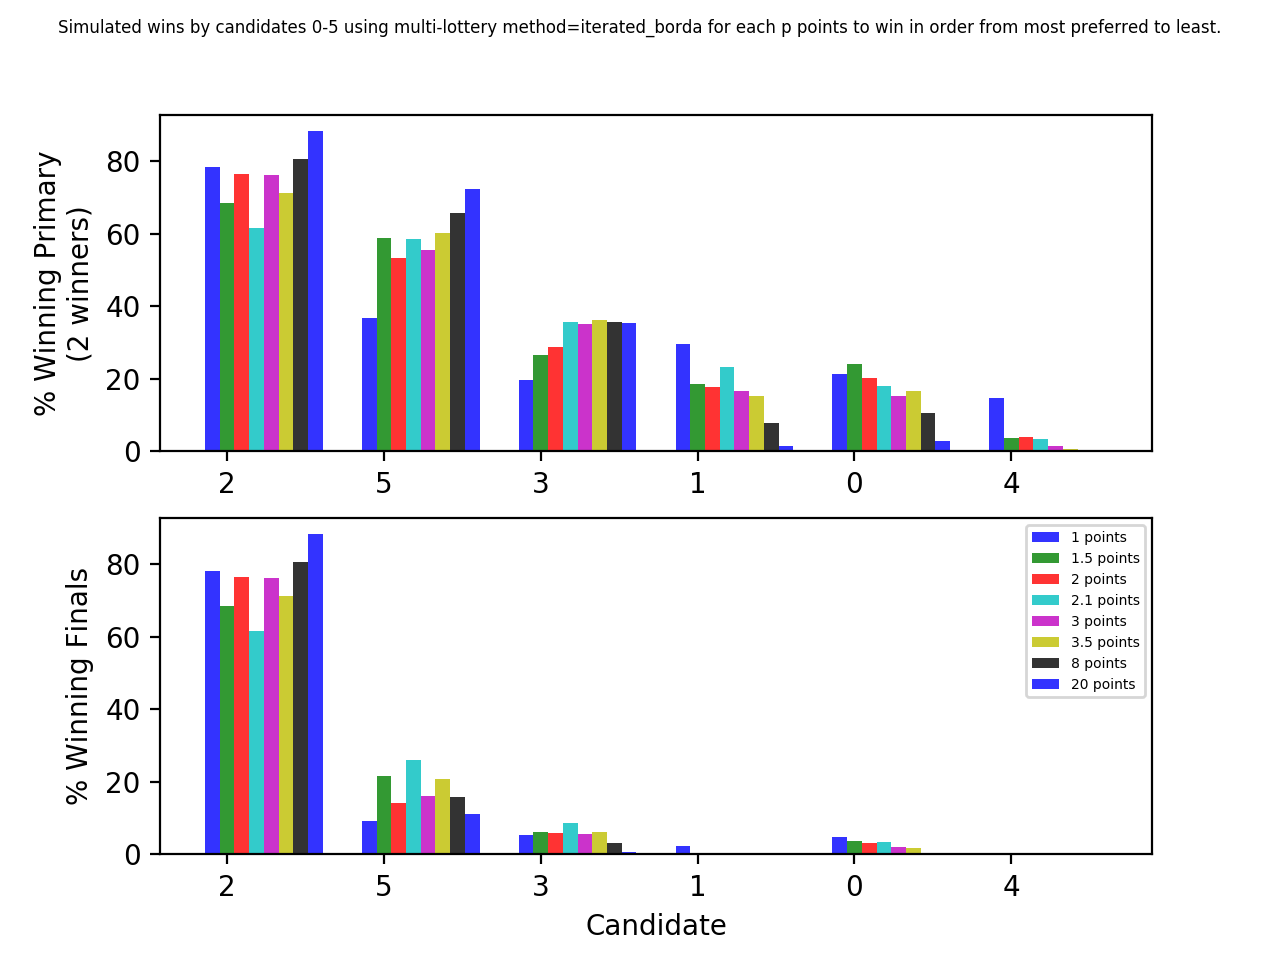 Simulated wins by candidates 0-5 using multi-lottery method=iterated_borda for each p points to win in order from most preferred to least.
% Winning Primary
(2 winners)
80
60
40
20
0
2 5 3 1 0 4
% Winning Finals
80
60
40
20
0
1 points
1.5 points
2 points
2.1 points
3 points
3.5 points
8 points
20 points
2 5 3 1 0 4
Candidate